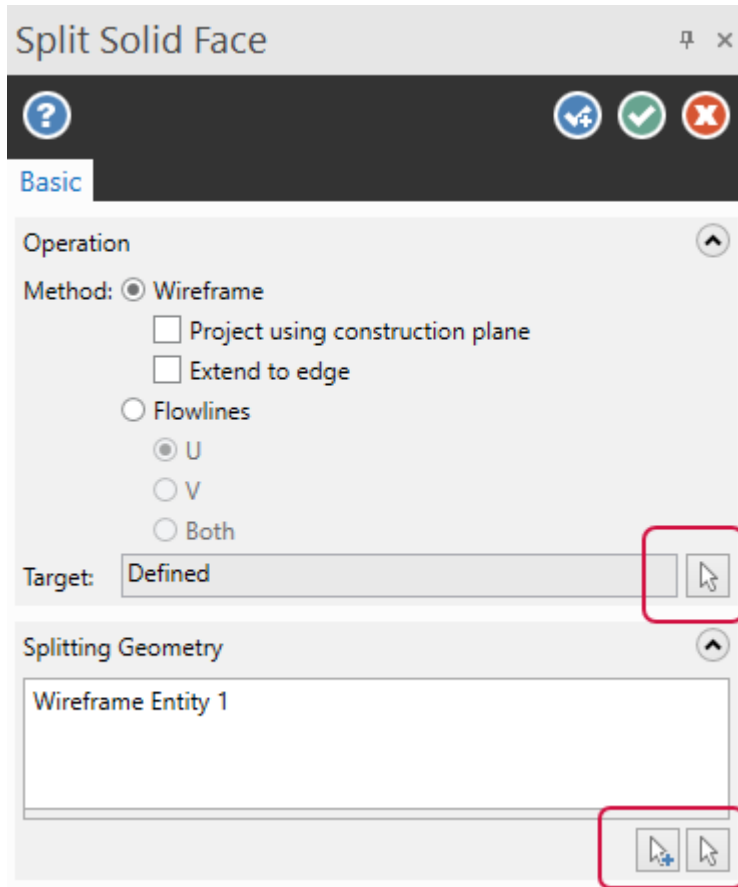 Split Solid Face
Basic
Operation
Method: Wireframe
Project using construction plane
Extend to edge
Flowlines
U
V
Both
Target: Defined
Splitting Geometry
Wireframe Entity 1